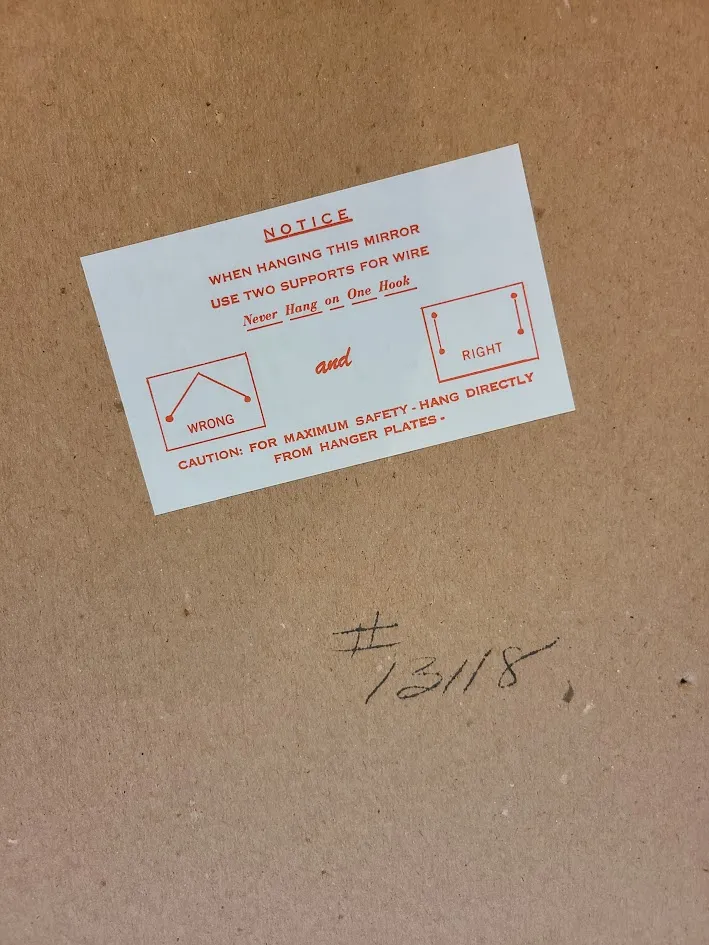 NOTICE
WHEN HANGING THIS MIRROR
USE TWO SUPPORTS FOR WIRE
Never Hang on One Hook
and
WRONG
RIGHT
CAUTION: FOR MAXIMUM SAFETY - HANG DIRECTLY
FROM HANGER PLATES -
#
13118